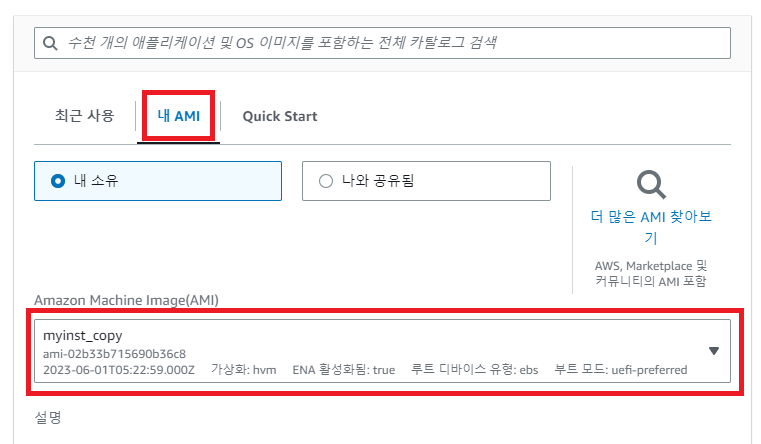 수천 개의 애플리케이션 및 OS 이미지를 포함하는 전체 카탈로그 검색
최근 사용 내 AMI Quick Start
내 소유 나와 공유됨
더 많은 AMI 찾아보
기
AWS, Marketplace 및
커뮤니티의 AMI 포함
Amazon Machine Image(AMI)
myinst_copy
ami-02b33b715690b36c8
2023-06-01T05:22:59.000Z 가상화: hvm ENA 활성화됨: true 루트 디바이스 유형: ebs 부트 모드: uefi-preferred
설명